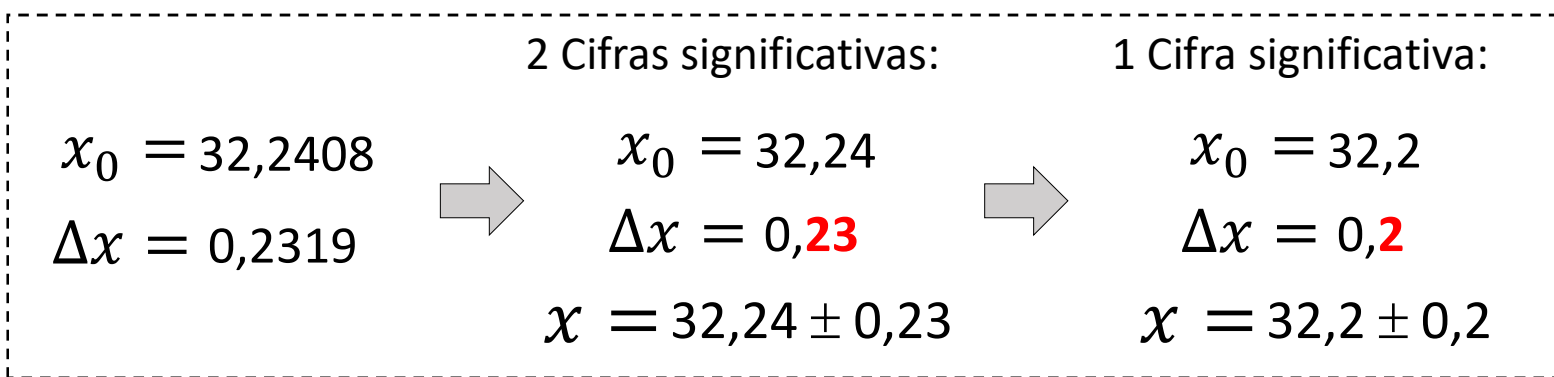 2 Cifras significativas:
1 Cifra significativa:
x₀ = 32,2408
Δx = 0,2319
x₀ = 32,24
Δx = 0,23
x = 32,24 ± 0,23
x₀ = 32,2
Δx = 0,2
x = 32,2 ± 0,2